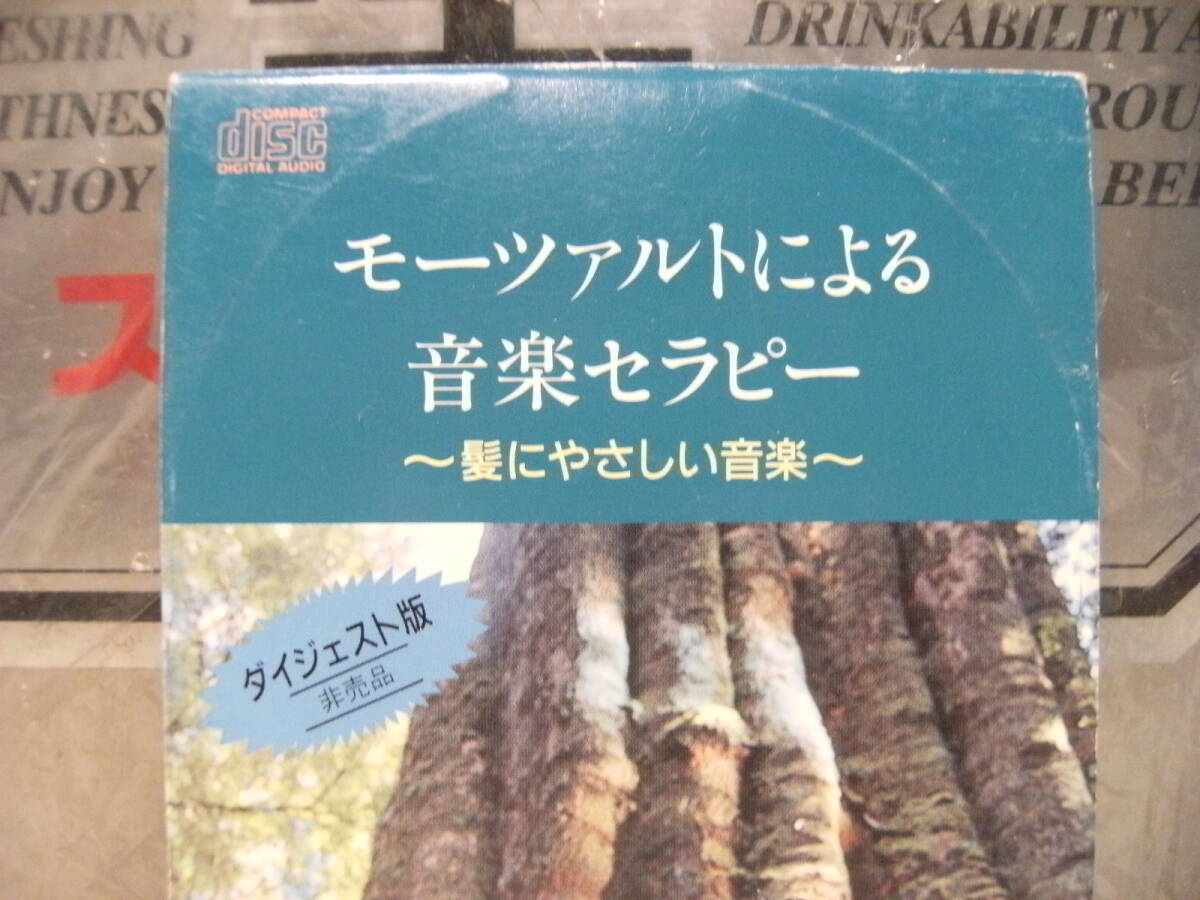 ESHING
DRINKABILITY A
THNES
ROU
NJOY
BE
ス
COMPACT
disc
DIGITAL AUDIO
モーツァルトによる
音楽セラピー
～髪にやさしい音楽～
ダイジェスト版
非売品